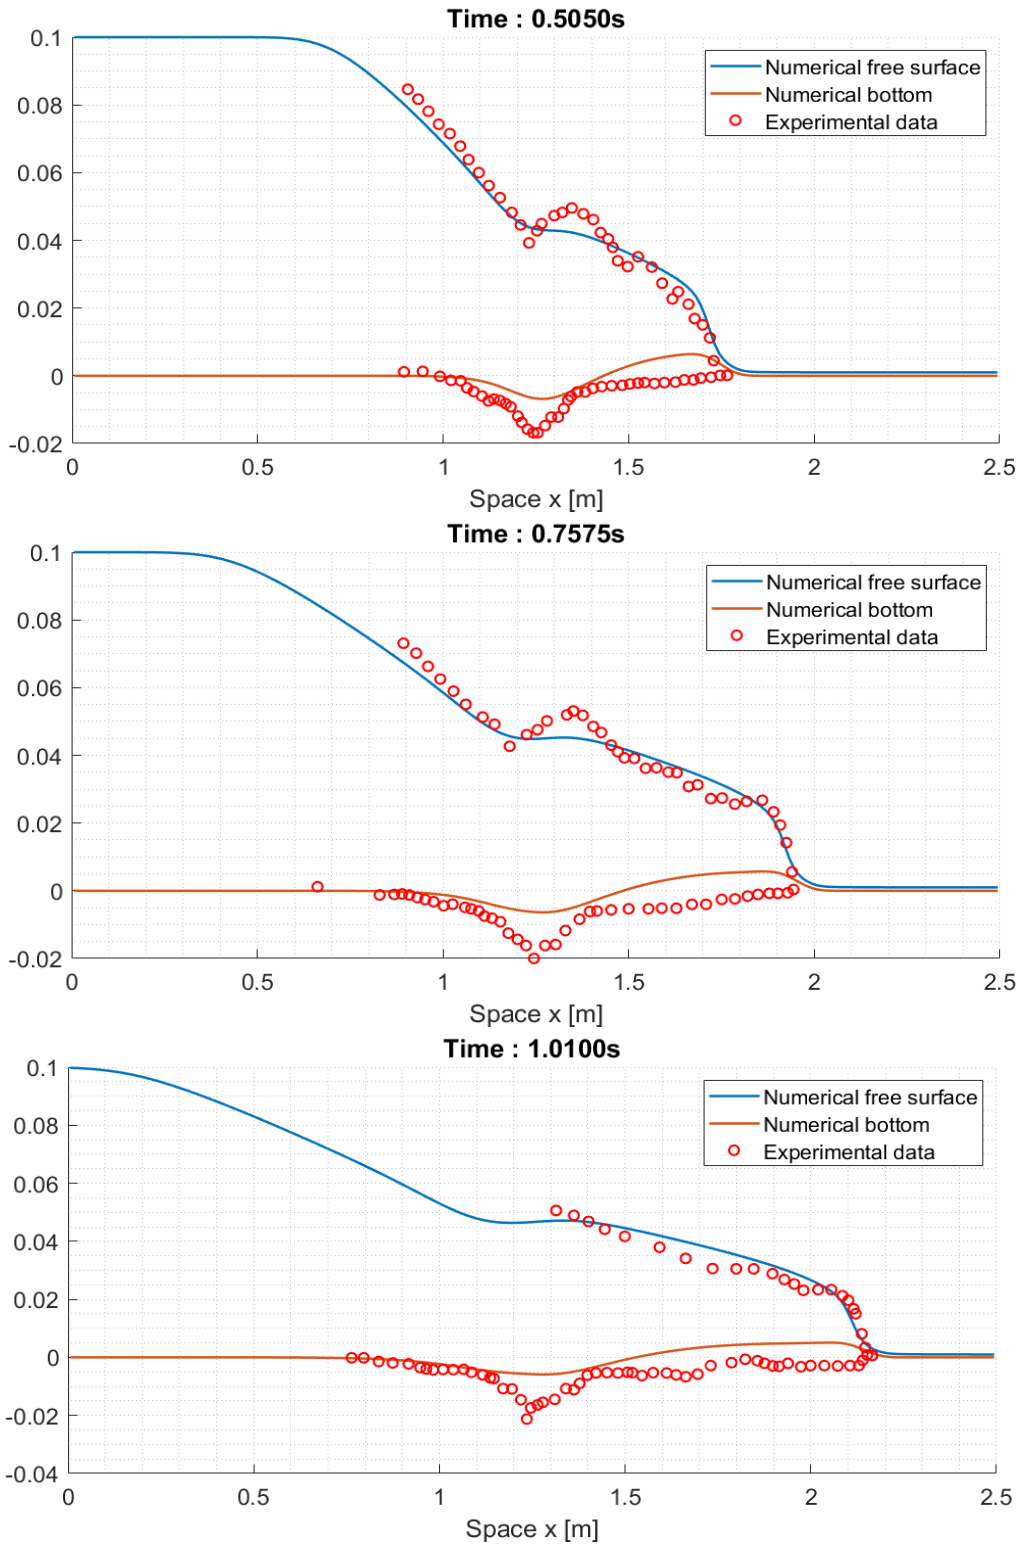 Time : 0.5050s
0.1
0.08
0.06
0.04
0.02
0
-0.02
Numerical free surface
Numerical bottom
Experimental data
0 0.5 1 1.5 2 2.5
Space x [m]
Time : 0.7575s
0.1
0.08
0.06
0.04
0.02
0
-0.02
Numerical free surface
Numerical bottom
Experimental data
0 0.5 1 1.5 2 2.5
Space x [m]
Time : 1.0100s
0.1
0.08
0.06
0.04
0.02
0
-0.02
-0.04
Numerical free surface
Numerical bottom
Experimental data
0 0.5 1 1.5 2 2.5
Space x [m]